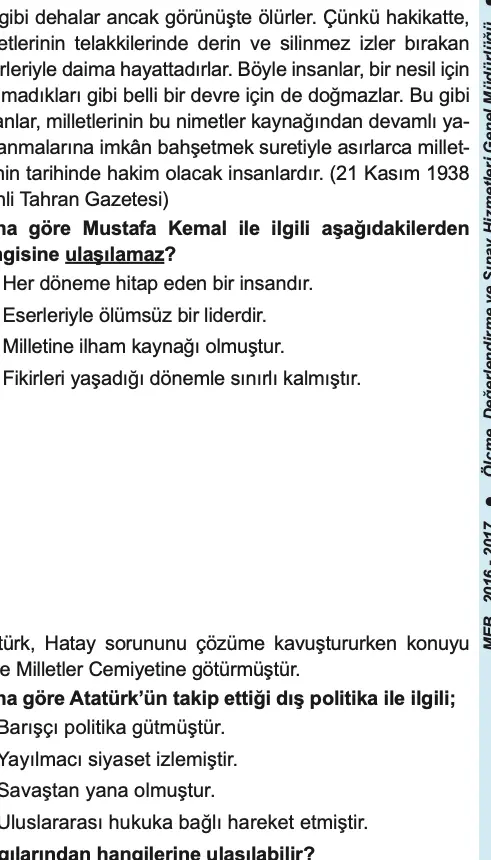 gibi dehalar ancak görünüşte ölürler. Çünkü hakikatte,
etlerinin telakkilerinde derin ve silinmez izler bırakan
rleriyle daima hayattadırlar. Böyle insanlar, bir nesil için
madıkları gibi belli bir devre için de doğmazlar. Bu gibi
anlar, milletlerinin bu nimetler kaynağından devamlı ya-
anmalarına imkân bahşetmek suretiyle asırlarca millet-
nin tarihinde hakim olacak insanlardır. (21 Kasım 1938
nli Tahran Gazetesi)
na göre Mustafa Kemal ile ilgili aşağıdakilerden
ngisine ulaşılamaz?
Her döneme hitap eden bir insandır.
Eserleriyle ölümsüz bir liderdir.
Milletine ilham kaynağı olmuştur.
Fikirleri yaşadığı dönemle sınırlı kalmıştır.
türk, Hatay sorununu çözüme kavuştururken konuyu
e Milletler Cemiyetine götürmüştür.
na göre Atatürk'ün takip ettiği dış politika ile ilgili;
Barışçı politika gütmüştür.
Yayılmacı siyaset izlemiştir.
Savaştan yana olmuştur.
Uluslararası hukuka bağlı hareket etmiştir.
gılarından hangilerine ulaşılabilir?
MEB 2016 - 2017 ● Ölçme, Değerlendirme ve Sınav Hizmetleri Genel Müdürlüğü ●